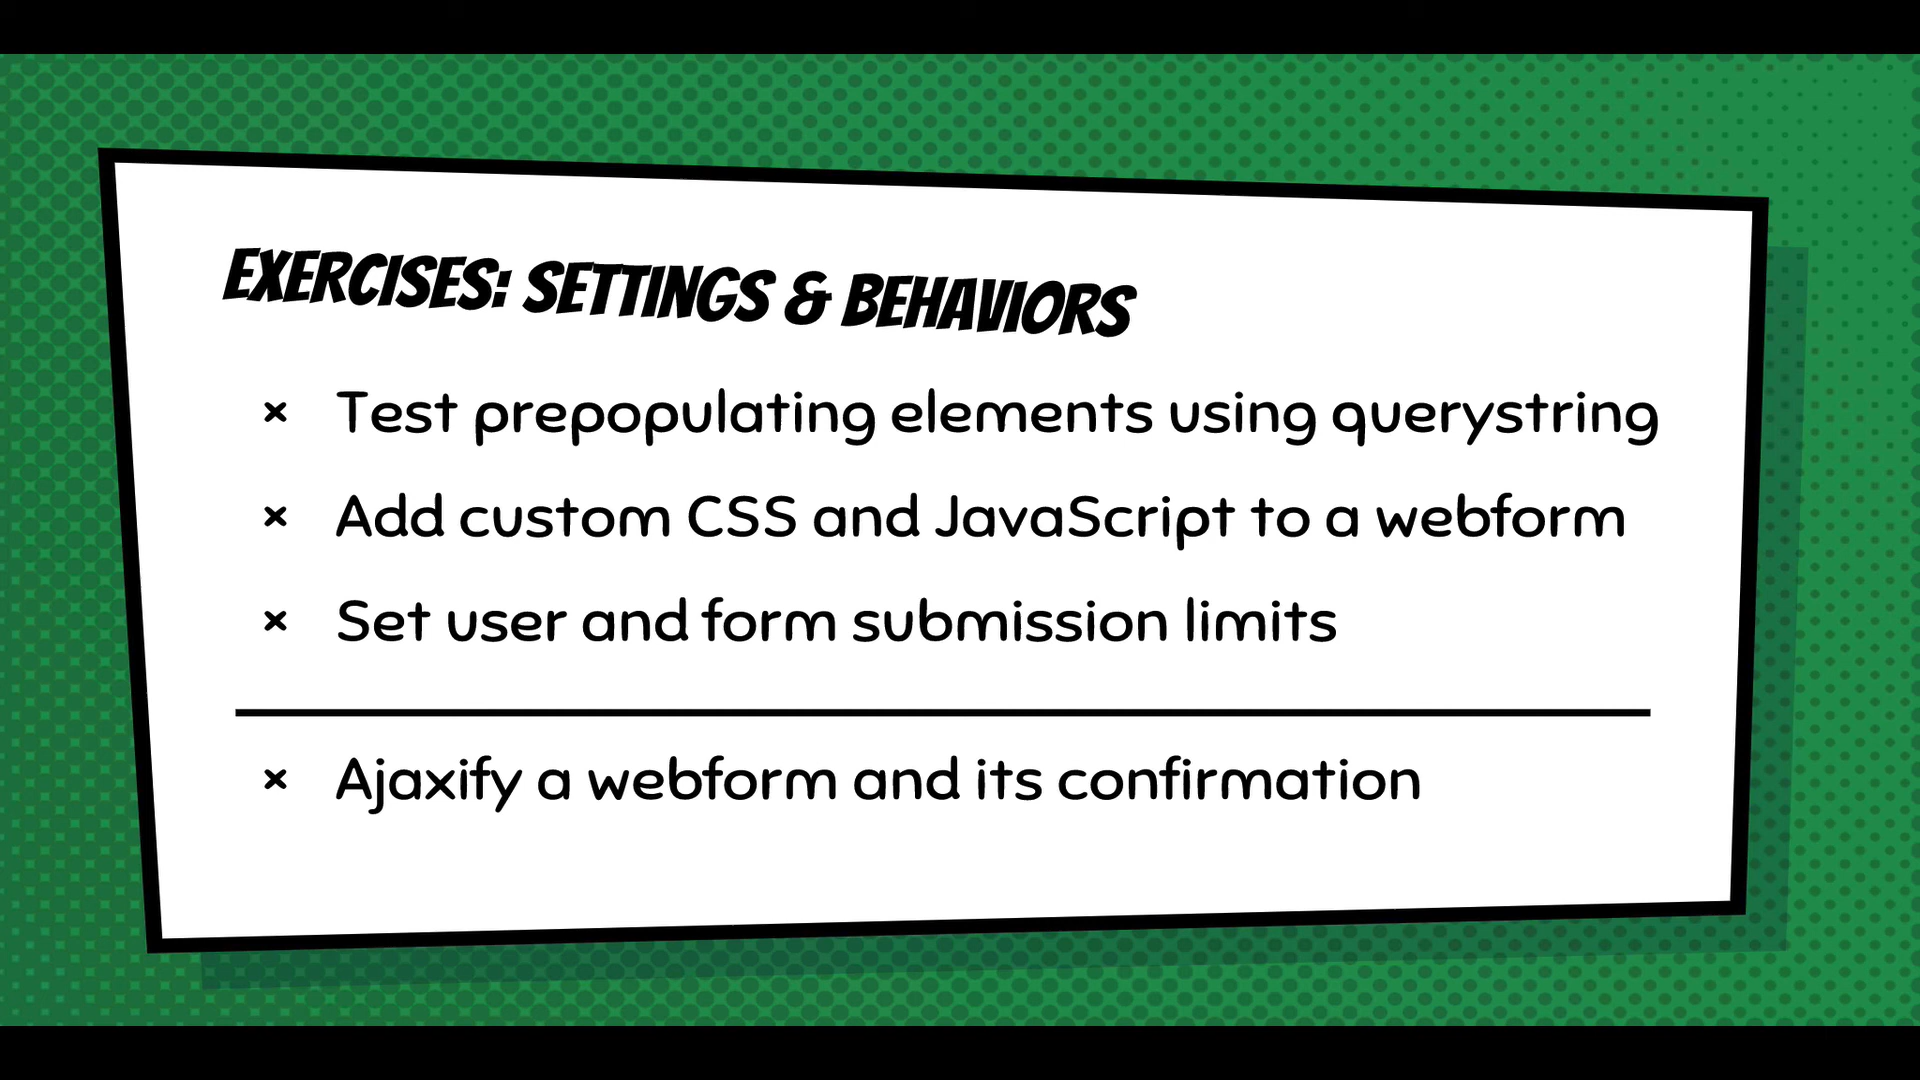 EXERCISES: SETTINGS & BEHAVIORS
× Test prepopulating elements using querystring
× Add custom CSS and JavaScript to a webform
× Set user and form submission limits
× Ajaxify a webform and its confirmation